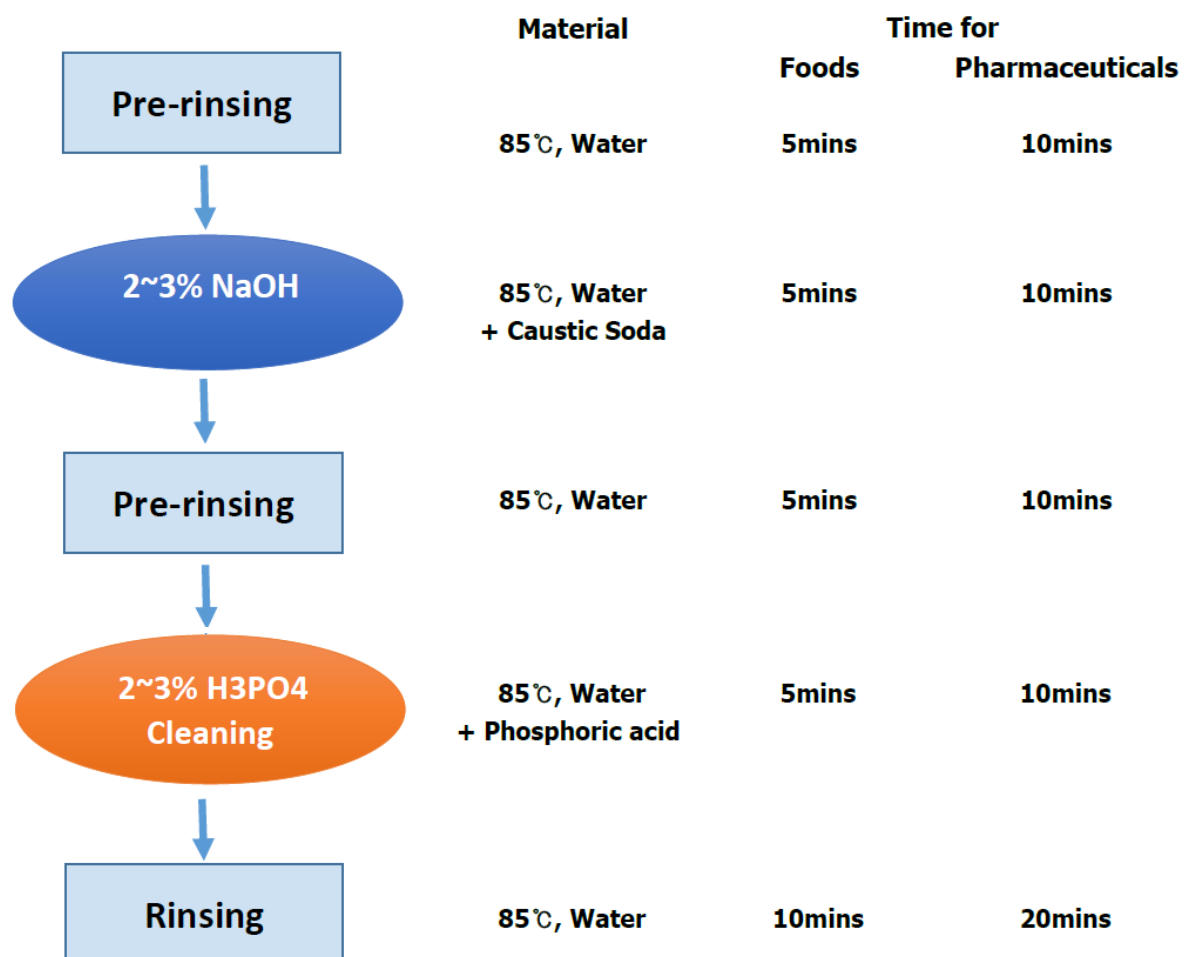 Material Time for
Foods Pharmaceuticals
Pre-rinsing
85℃, Water 5mins 10mins
2~3% NaOH
85℃, Water 5mins 10mins
+ Caustic Soda
Pre-rinsing
85℃, Water 5mins 10mins
2~3% H3PO4
Cleaning
85℃, Water 5mins 10mins
+ Phosphoric acid
Rinsing
85℃, Water 10mins 20mins